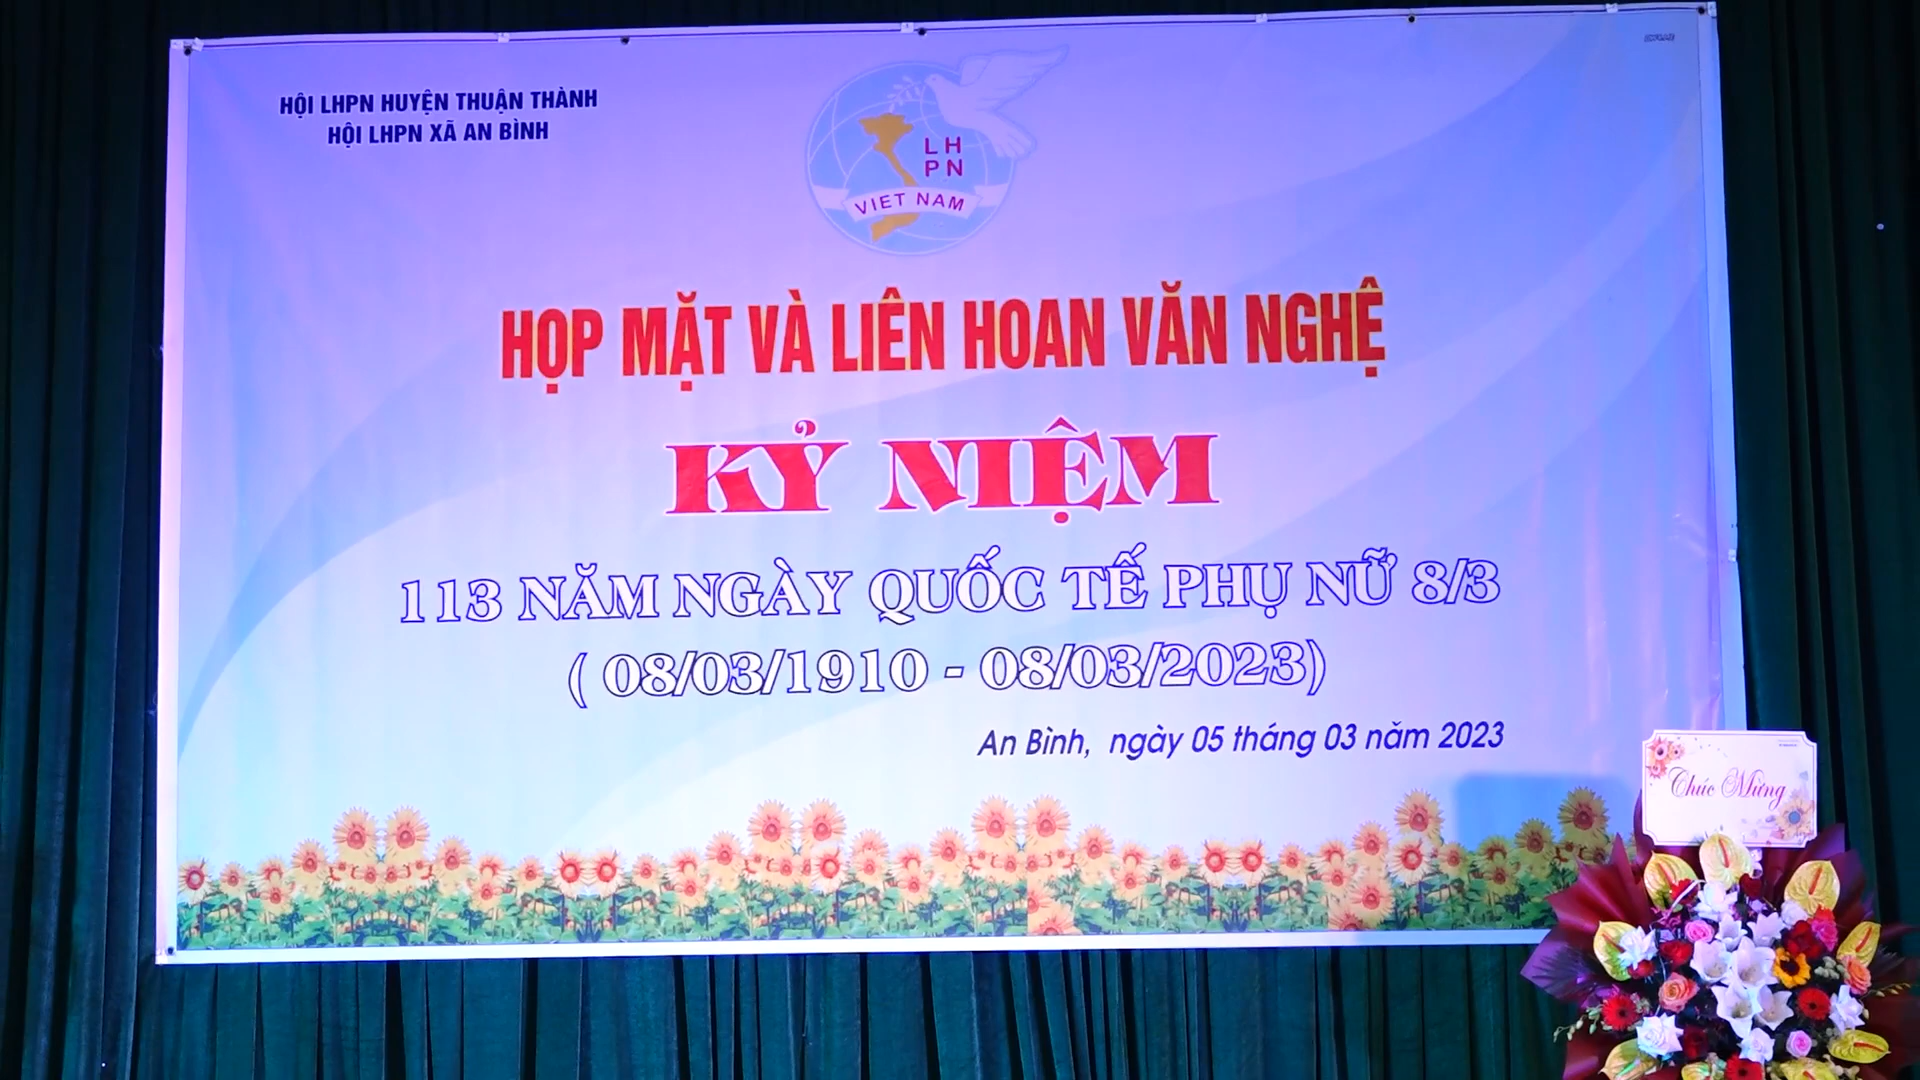 HỘI LHPN HUYỆN THUẬN THÀNH
HỘI LHPN XÃ AN BÌNH
LH
PN
VIET NAM
HỌP MẶT VÀ LIÊN HOAN VĂN NGHỆ
KỶ NIỆM
113 NĂM NGÀY QUỐC TẾ PHỤ NỮ 8/3
( 08/03/1910 - 08/03/2023)
An Bình, ngày 05 tháng 03 năm 2023
Chúc Mừng